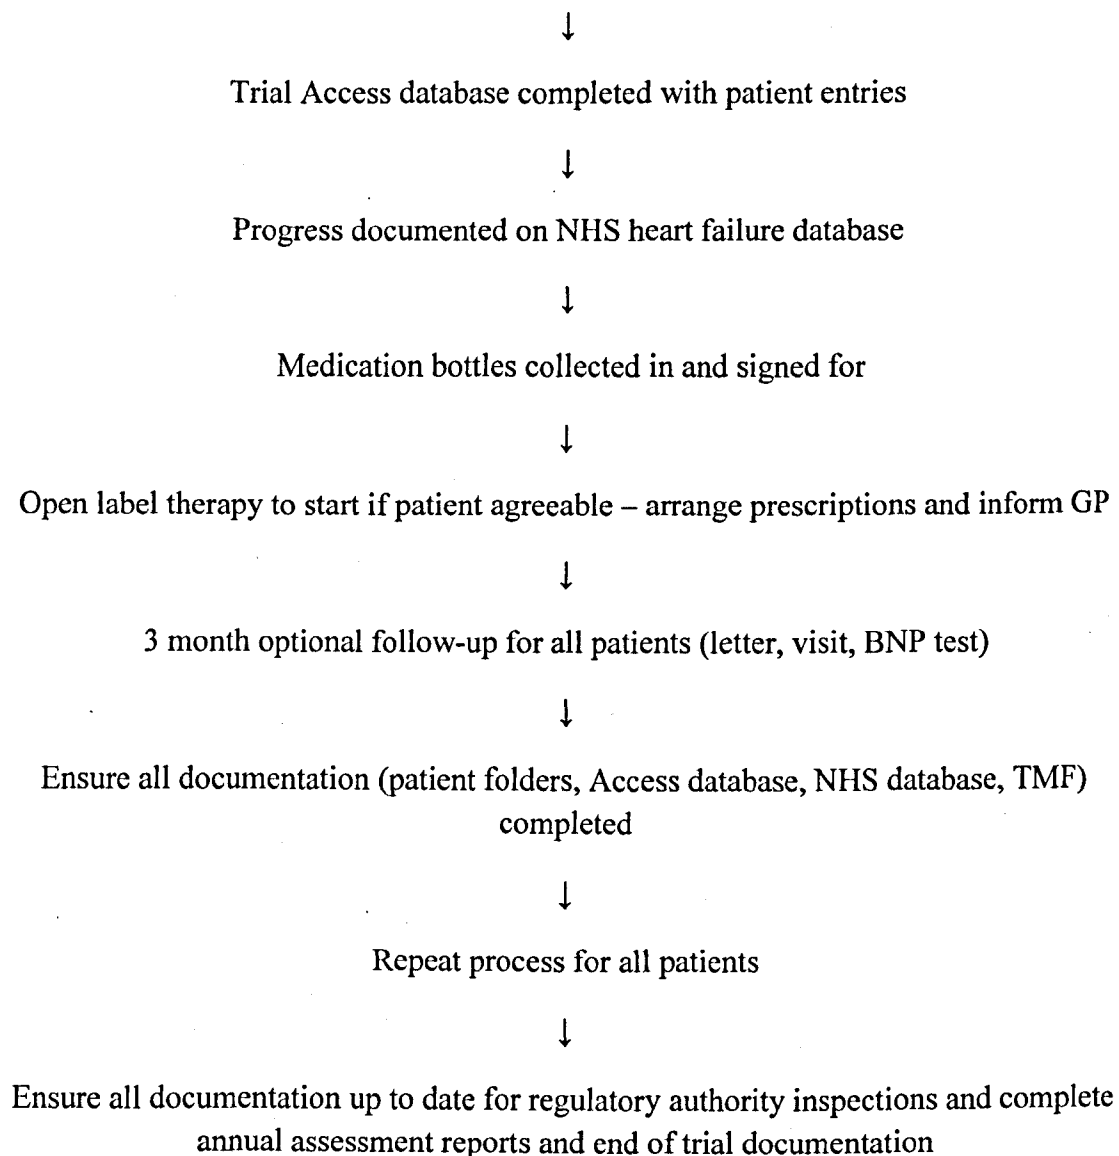 ↓
Trial Access database completed with patient entries
↓
Progress documented on NHS heart failure database
↓
Medication bottles collected in and signed for
↓
Open label therapy to start if patient agreeable – arrange prescriptions and inform GP
↓
3 month optional follow-up for all patients (letter, visit, BNP test)
↓
Ensure all documentation (patient folders, Access database, NHS database, TMF)
completed
↓
Repeat process for all patients
↓
Ensure all documentation up to date for regulatory authority inspections and complete
annual assessment reports and end of trial documentation